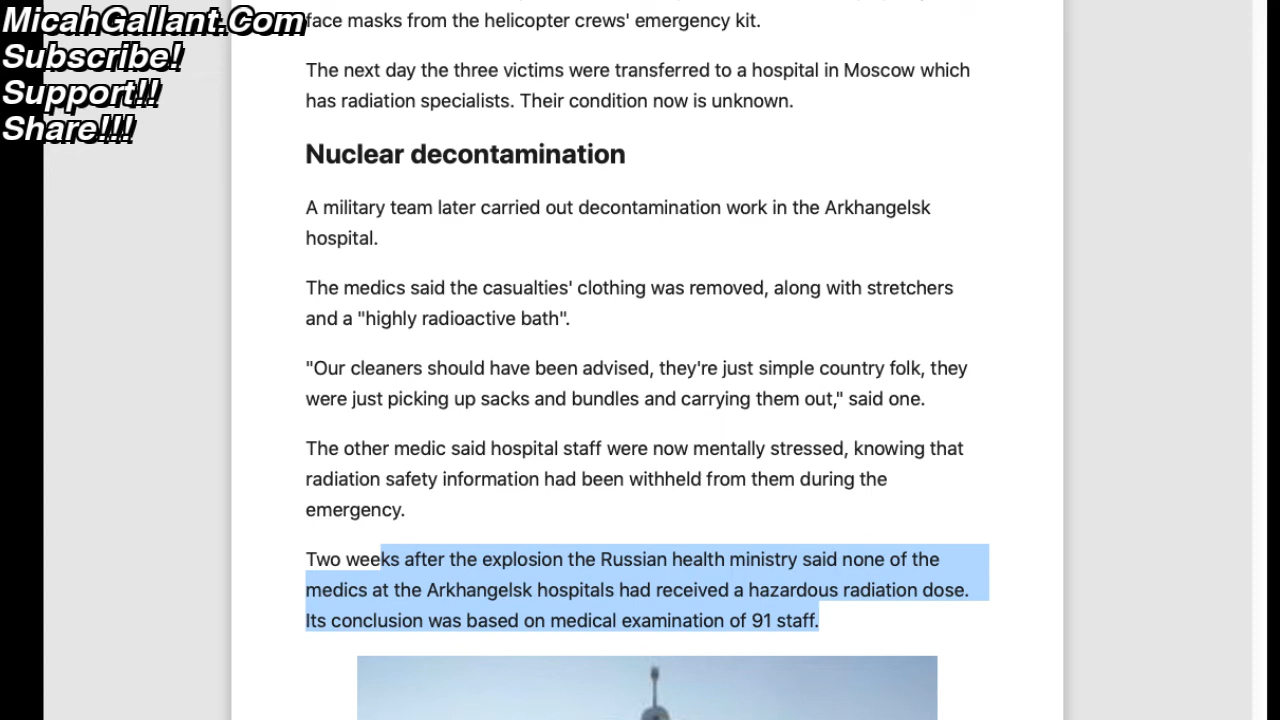 MicahGallant.Com
Subscribe!
Support!!
Share!!!
face masks from the helicopter crews' emergency kit.
The next day the three victims were transferred to a hospital in Moscow which
has radiation specialists. Their condition now is unknown.
Nuclear decontamination
A military team later carried out decontamination work in the Arkhangelsk
hospital.
The medics said the casualties' clothing was removed, along with stretchers
and a "highly radioactive bath".
"Our cleaners should have been advised, they're just simple country folk, they
were just picking up sacks and bundles and carrying them out," said one.
The other medic said hospital staff were now mentally stressed, knowing that
radiation safety information had been withheld from them during the
emergency.
Two weeks after the explosion the Russian health ministry said none of the
medics at the Arkhangelsk hospitals had received a hazardous radiation dose.
Its conclusion was based on medical examination of 91 staff.